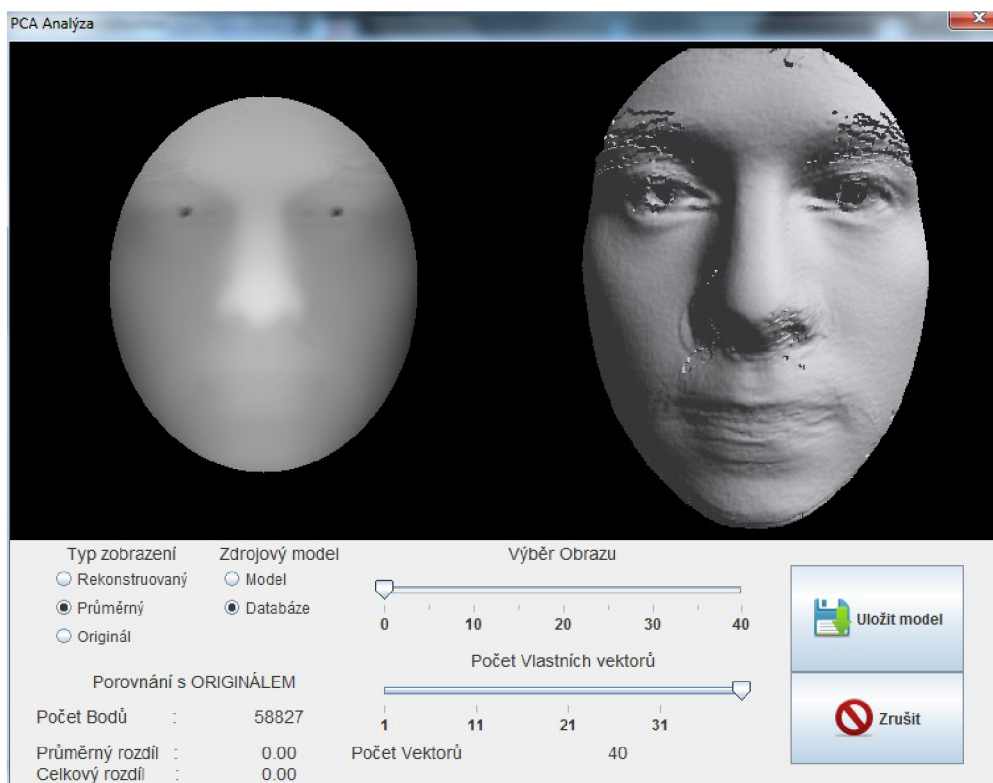 PCA Analýza
Typ zobrazení
Rekonstruovaný
Průměrný
Originál
Zdrojový model
Model
Databáze
Výběr Obrazu
0 10 20 30 40
Počet Vlastních vektorů
1 11 21 31
Počet Vektorů 40
Porovnání s ORIGINÁLEM
Počet Bodů : 58827
Průměrný rozdíl : 0.00
Celkový rozdíl : 0.00
Uložit model
Zrušit